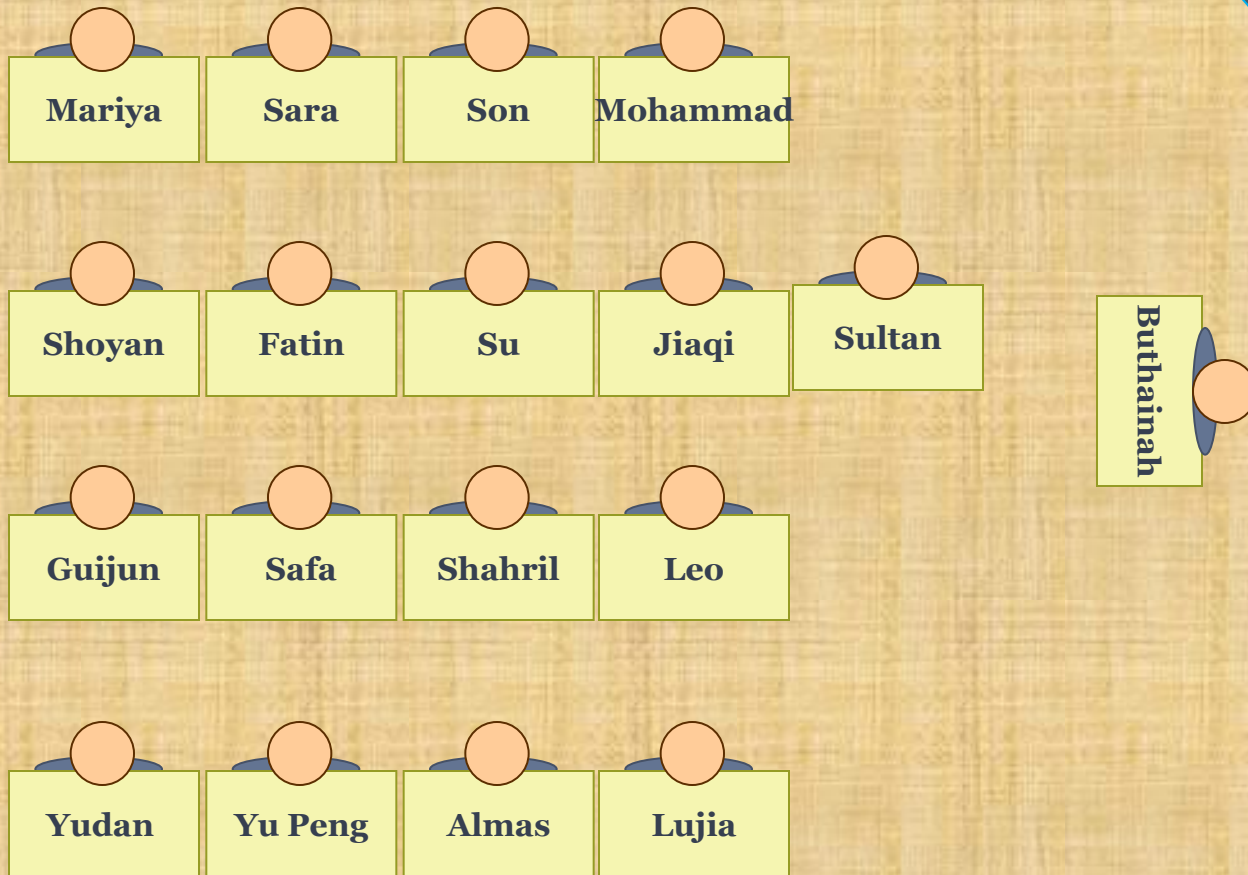 Mariya
Sara
Son
Mohammad
Shoyan
Fatin
Su
Jiaqi
Sultan
Buthainah
Guijun
Safa
Shahril
Leo
Yudan
Yu Peng
Almas
Lujia